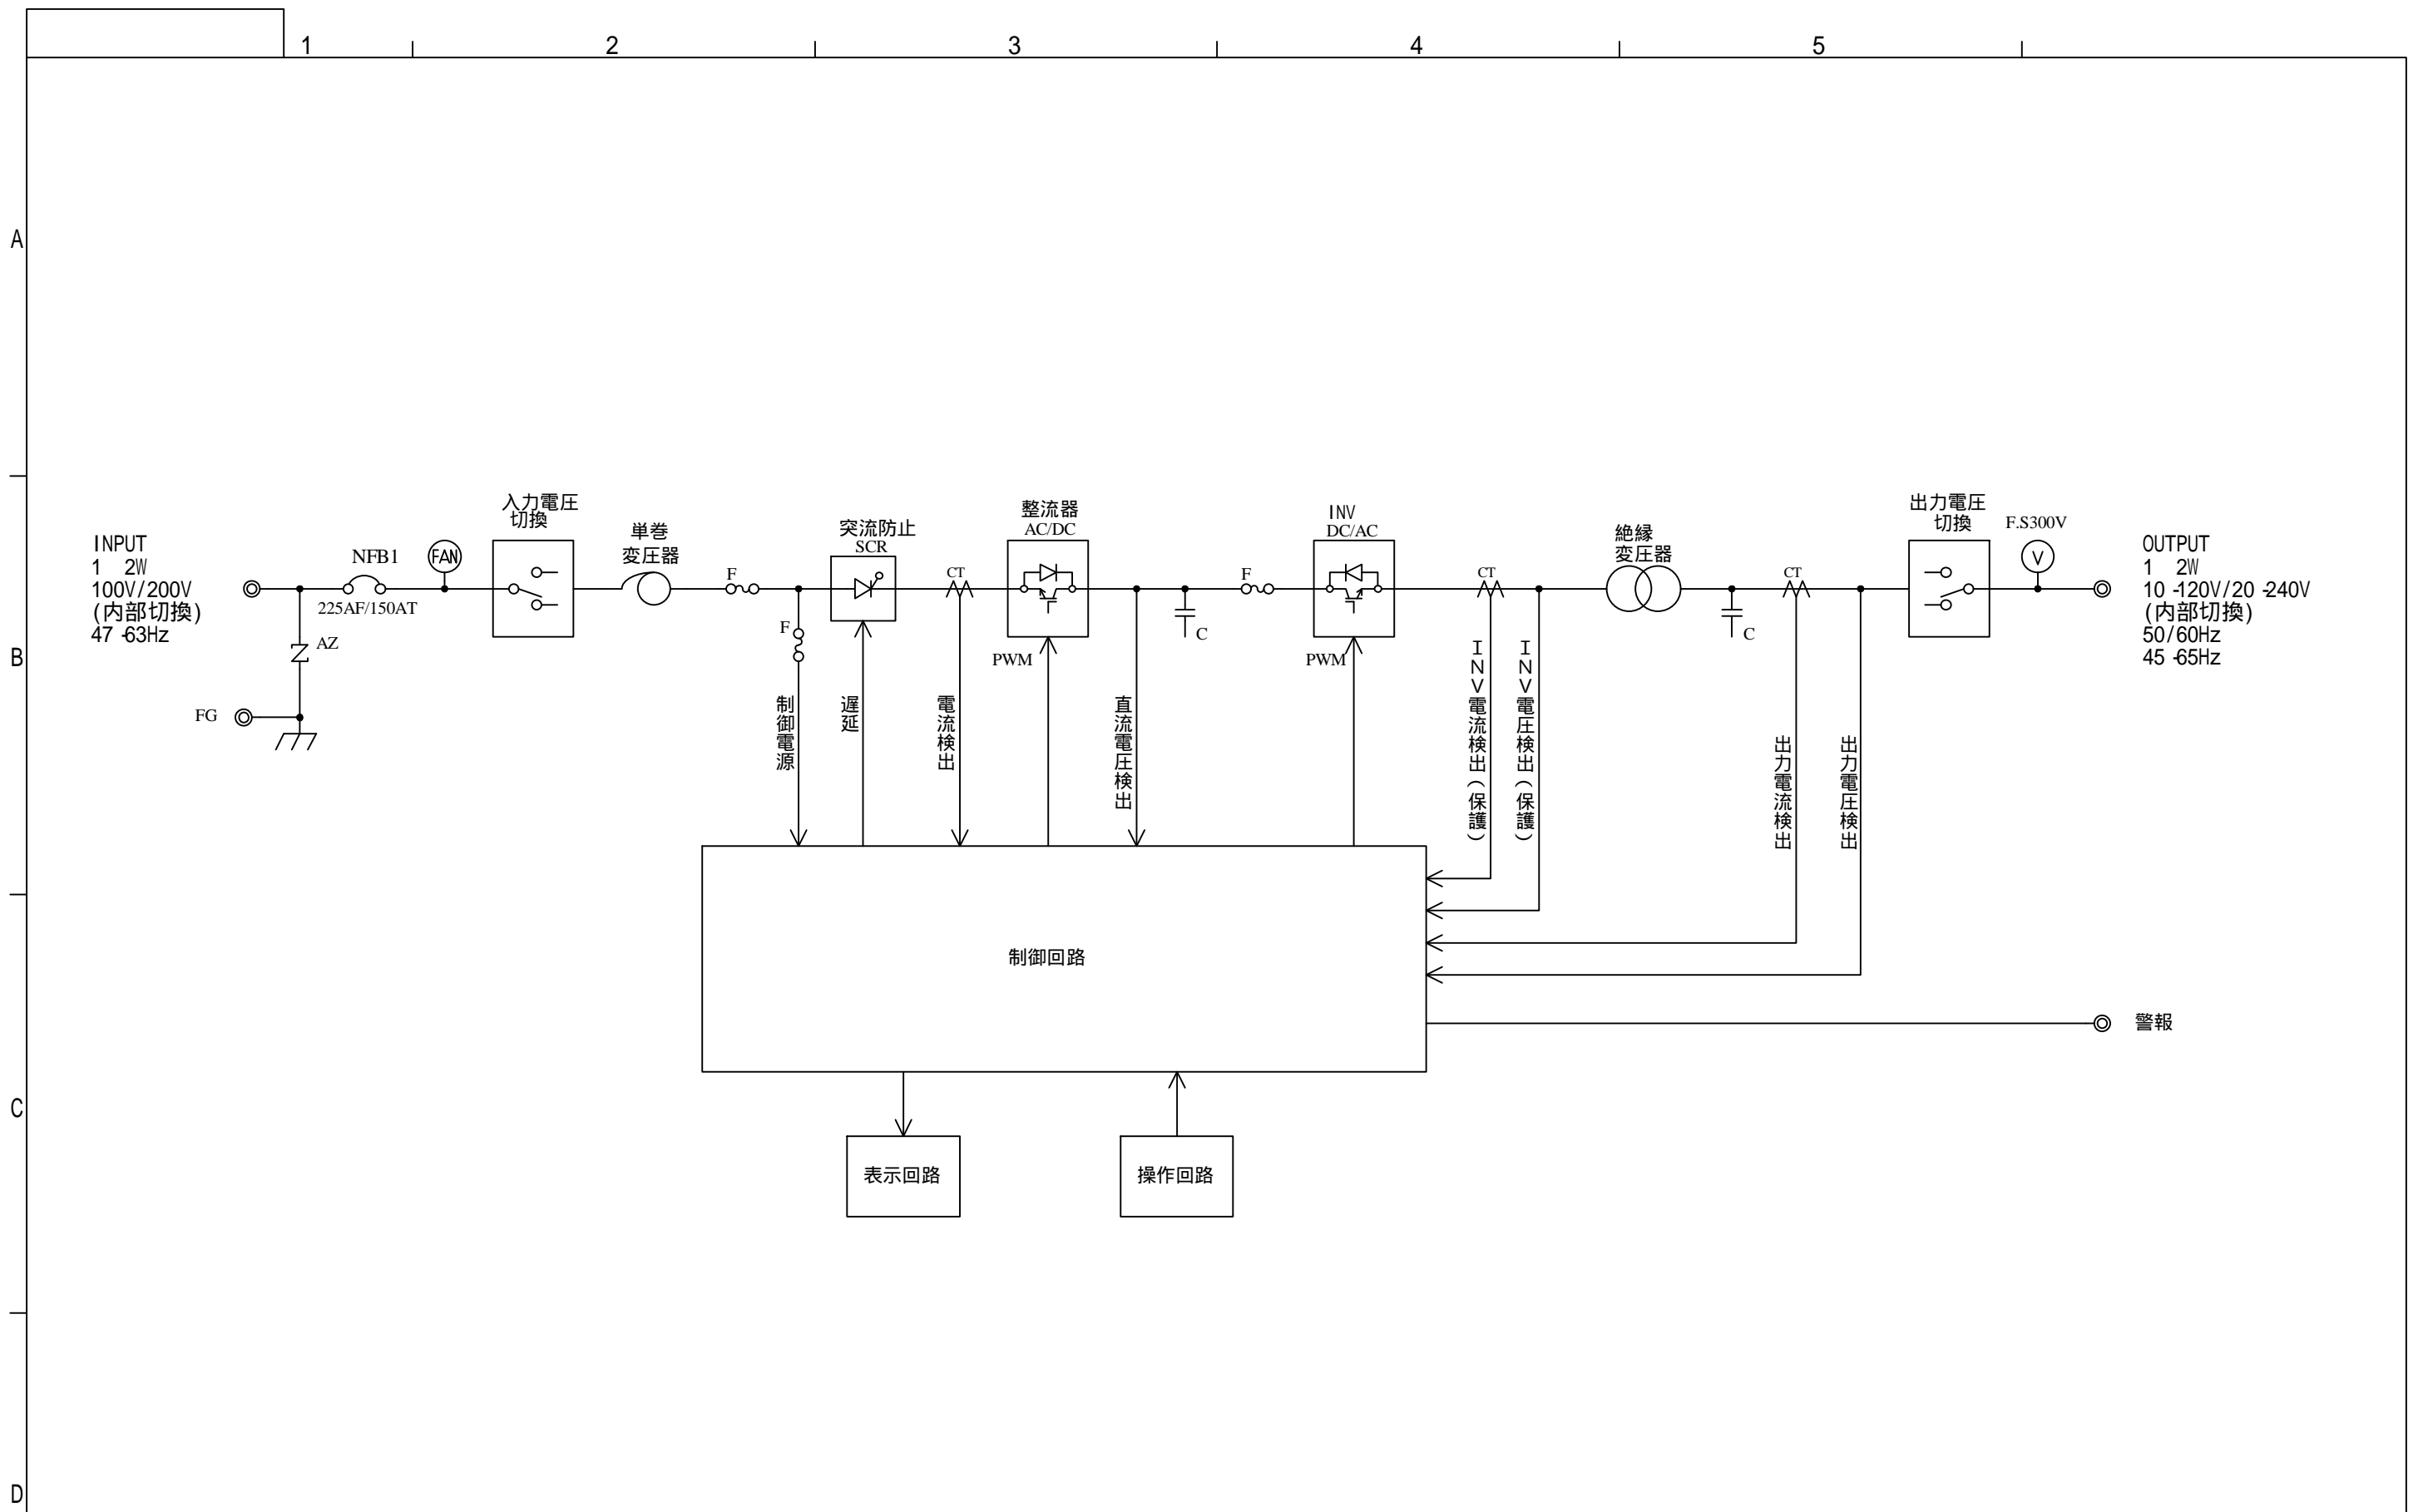 1
2
3
4
5
A
B
C
D
INPUT
1 2W
100V/200V
(内部切換)
47-63Hz
FG
AZ
NFB1
225AF/150AT
FAN
入力電圧
切換
単巻
変圧器
F
F
突流防止
SCR
CT
整流器
AC/DC
PWM
C
F
INV
DC/AC
PWM
CT
絶縁
変圧器
C
CT
出力電圧
切換
F.S300V
V
OUTPUT
1 2W
10-120V/20-240V
(内部切換)
50/60Hz
45-65Hz
制御電源
遅延
電流検出
直流電圧検出
INV電流検出(保護)
INV電圧検出(保護)
出力電流検出
出力電圧検出
制御回路
警報
表示回路
操作回路